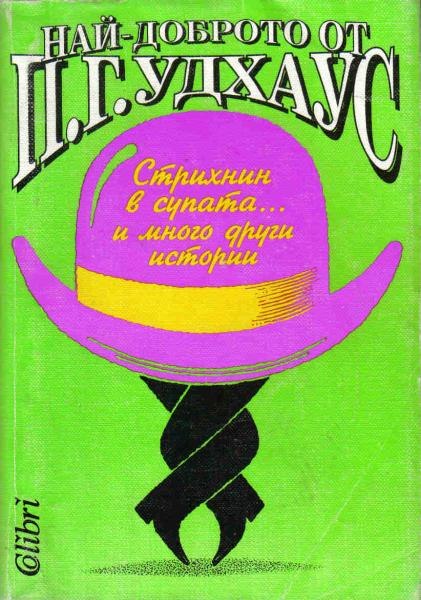 НАЙ-ДОБРОТО ОТ
П.Г. УДХАУС
Стрихнин
в супата...
и много други
истории
Colibri